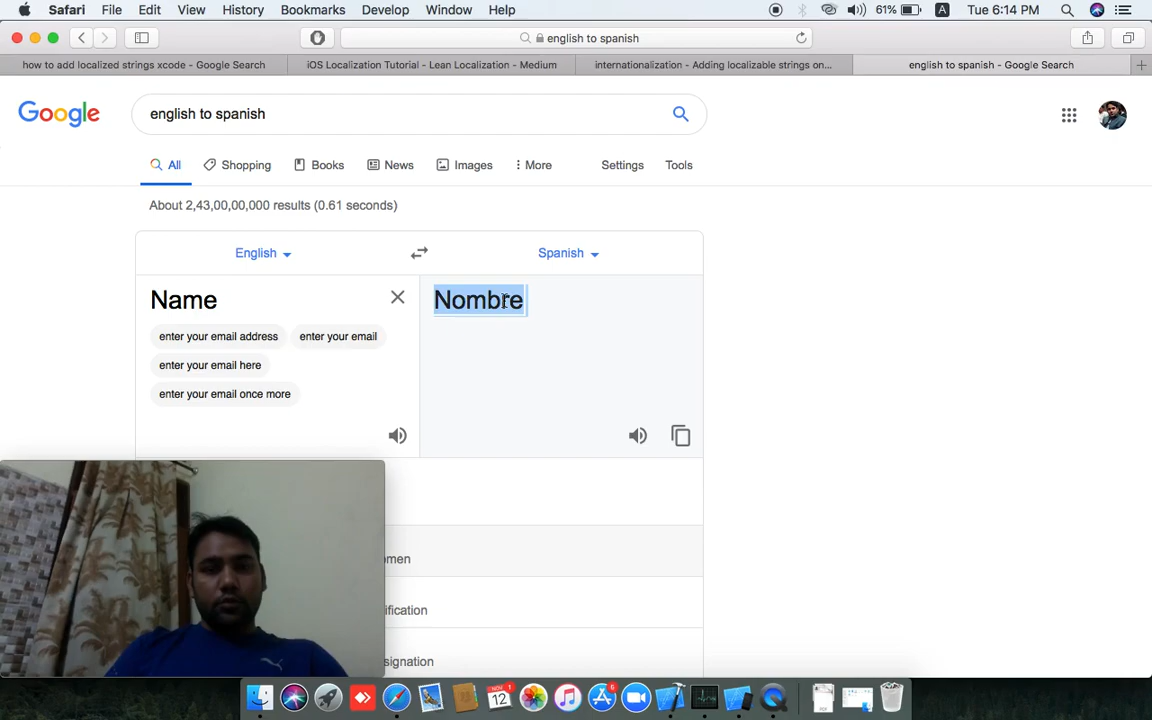 Safari File Edit View History Bookmarks Develop Window Help 61% A Tue 6:14 PM
english to spanish
how to add localized strings xcode - Google Search iOS Localization Tutorial - Lean Localization - Medium internationalization - Adding localizable strings on... english to spanish - Google Search
Google english to spanish
All Shopping Books News Images More Settings Tools
About 2,43,00,00,000 results (0.61 seconds)
English Spanish
Name Nombre
enter your email address enter your email
enter your email here
enter your email once more
omen
ification
signation
NOV 1
12 6